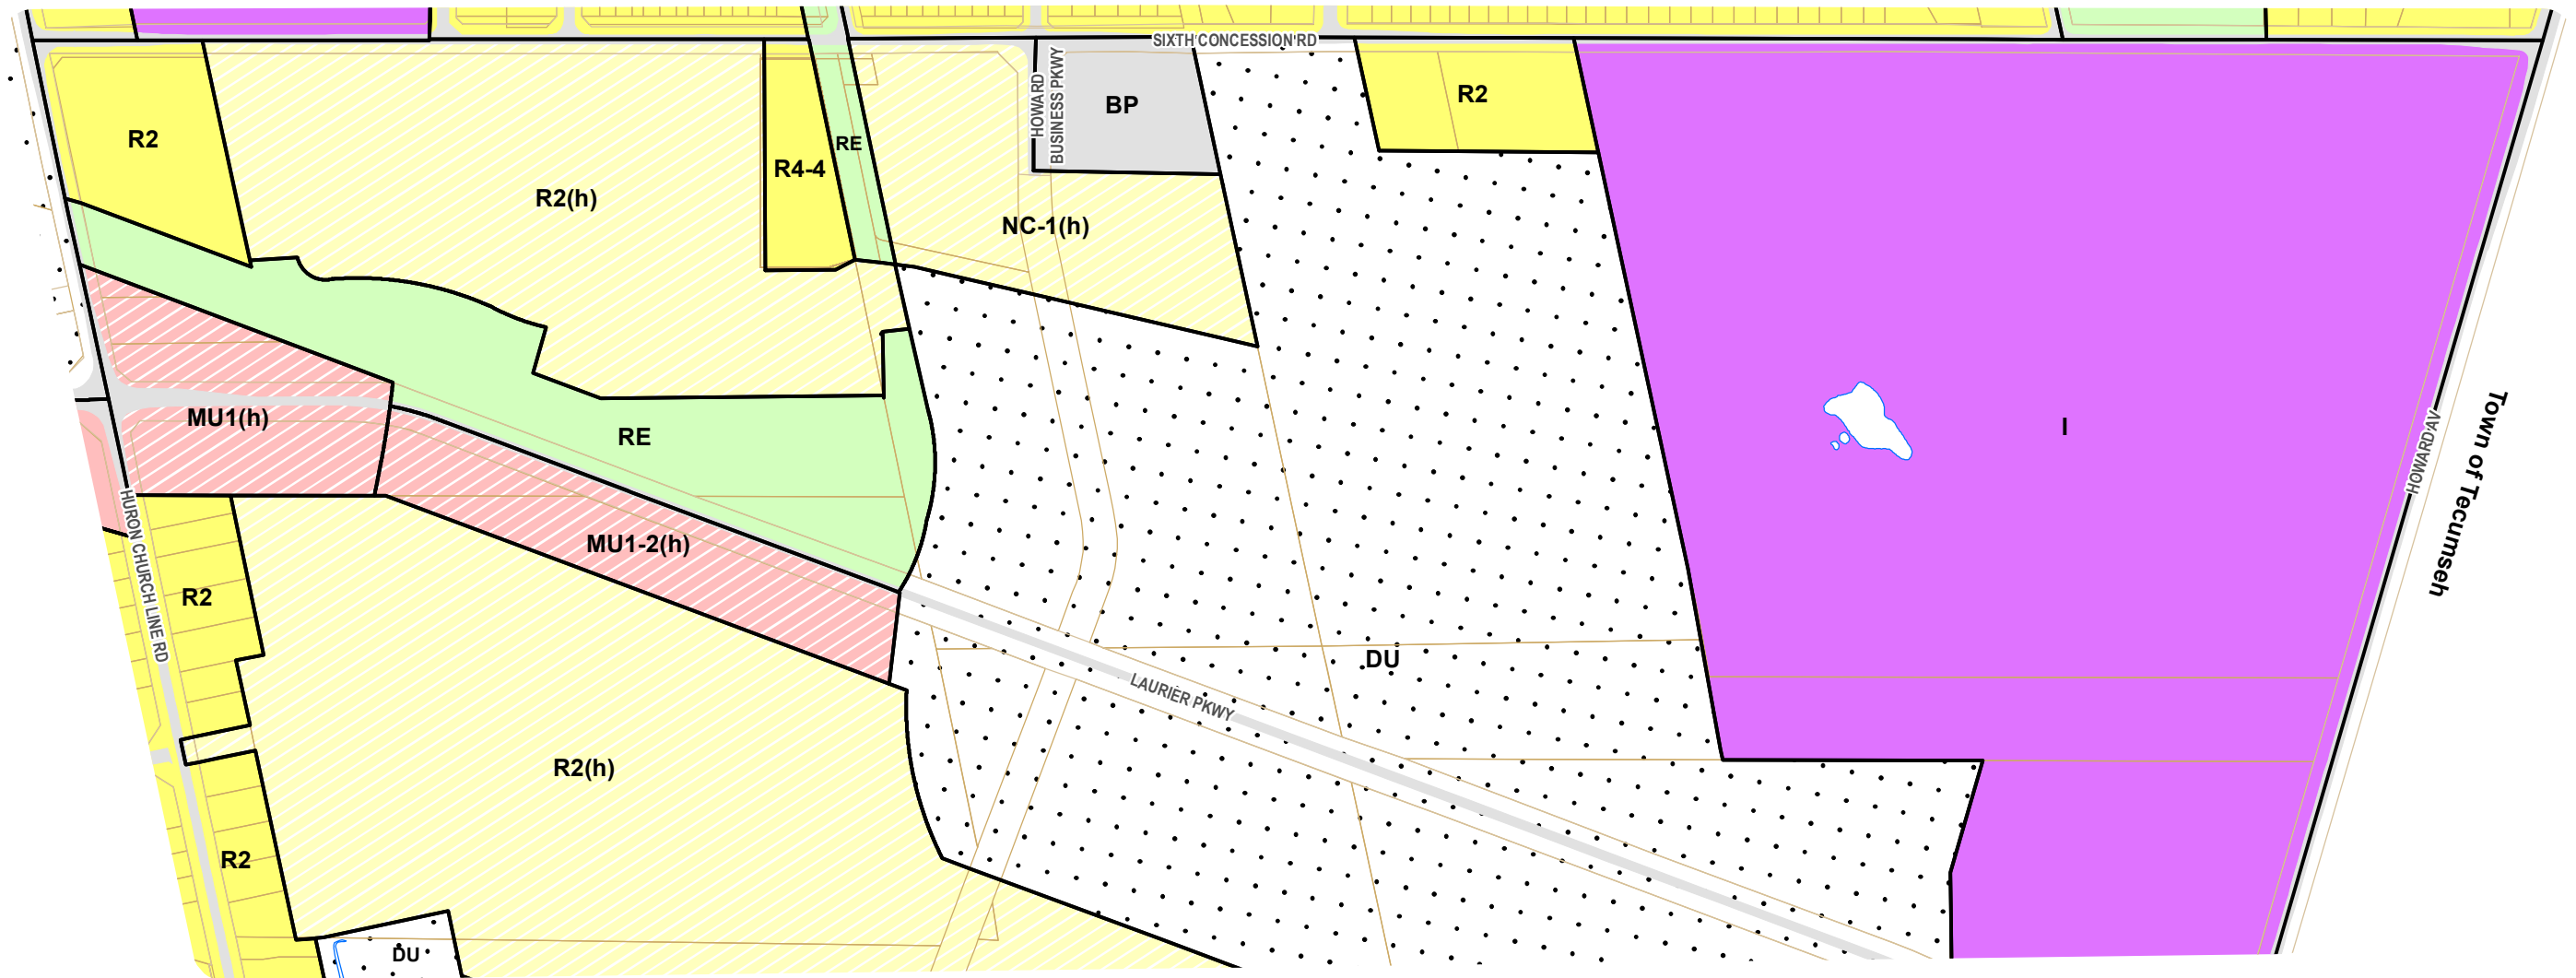 SIXTH CONCESSION RD
HOWARD
BUSINESS PKWY
BP
R2
R2
RE
R4-4
R2(h)
NC-1(h)
MU1(h)
RE
I
HOWARD AV
Town of Tecumseh
MU1-2(h)
HURON CHURCH LINE RD
R2
DU
LAURIER PKWY
R2(h)
R2
DU